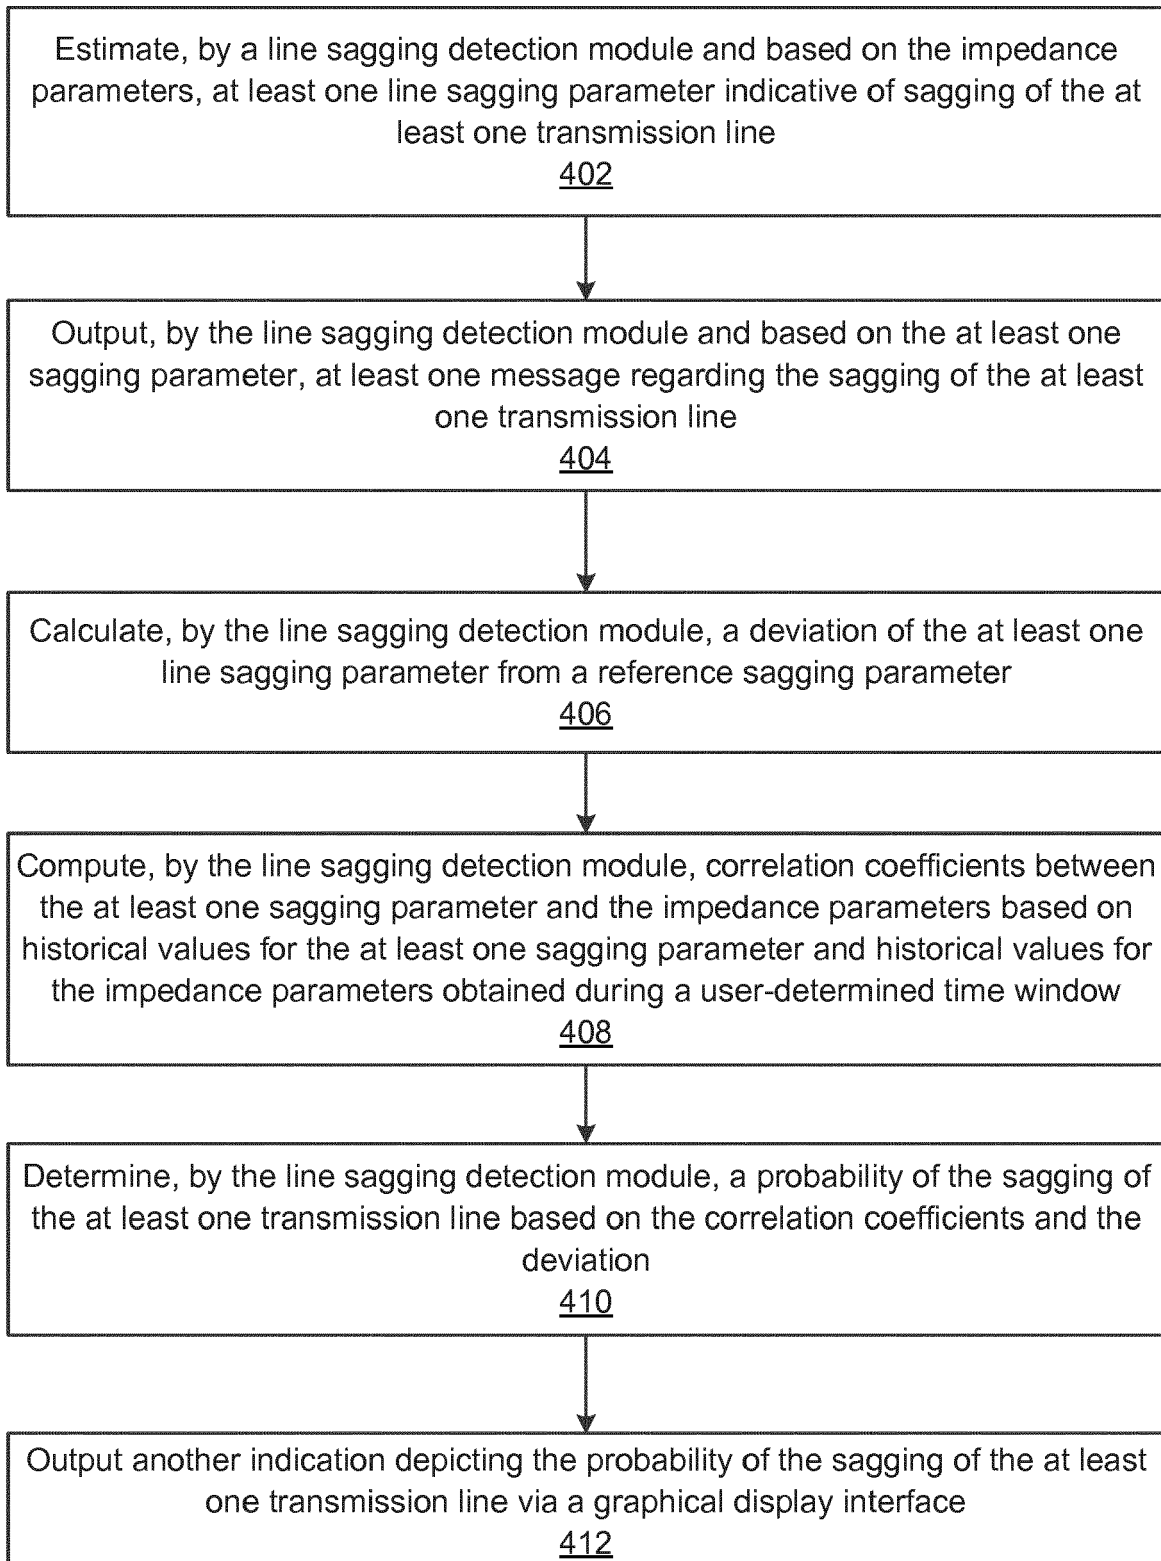 Estimate, by a line sagging detection module and based on the impedance
parameters, at least one line sagging parameter indicative of sagging of the at
least one transmission line
402
Output, by the line sagging detection module and based on the at least one
sagging parameter, at least one message regarding the sagging of the at least
one transmission line
404
Calculate, by the line sagging detection module, a deviation of the at least one
line sagging parameter from a reference sagging parameter
406
Compute, by the line sagging detection module, correlation coefficients between
the at least one sagging parameter and the impedance parameters based on
historical values for the at least one sagging parameter and historical values for
the impedance parameters obtained during a user-determined time window
408
Determine, by the line sagging detection module, a probability of the sagging of
the at least one transmission line based on the correlation coefficients and the
deviation
410
Output another indication depicting the probability of the sagging of the at least
one transmission line via a graphical display interface
412